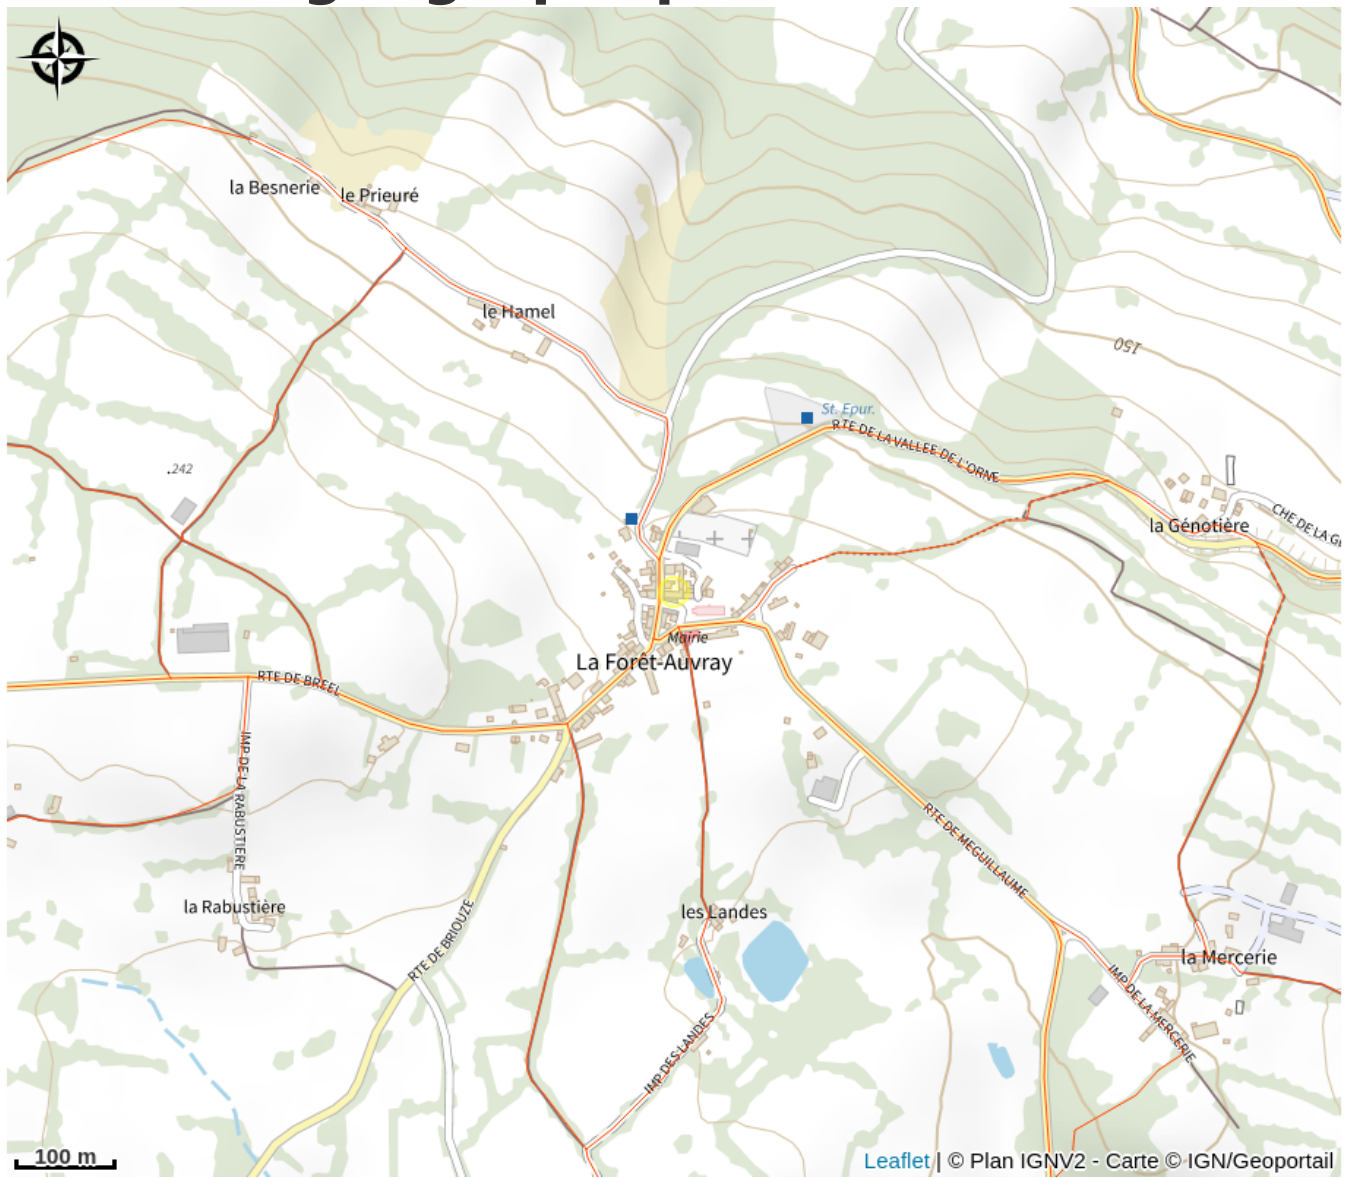 la Besnerie
le Prieuré
le Hamel
150
St. Epur.
RTE DE LA VALLEE DE L'ORNE
.242
la Génotière
CHE DE LA
Mairie
La Forêt-Auvray
RTE DE BREEL
IMP DE LA RABUSTIERE
RTE DE MEGUILLAUME
la Rabustière
les Landes
RTE DE BRIOUZE
la Mercerie
IMP DE LA MERCERIE
IMP DES LANDES
100 m
Leaflet | © Plan IGNV2 - Carte © IGN/Geoportail